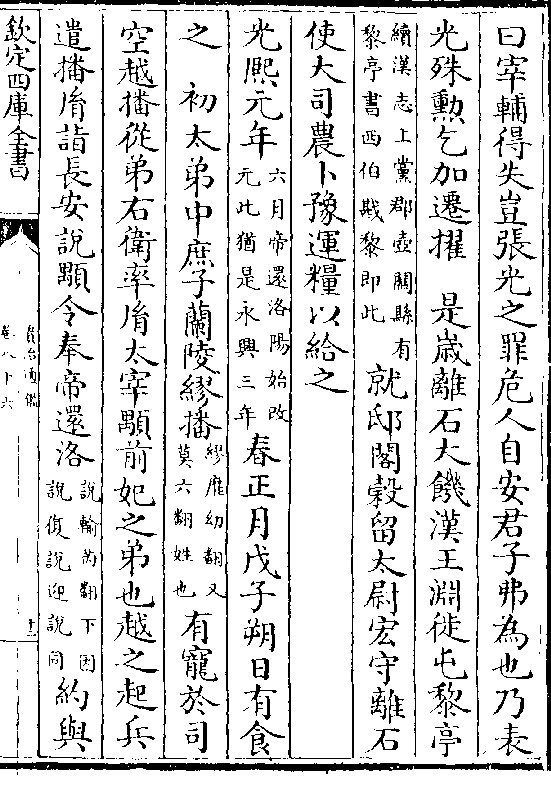 曰宰輔得失豈張光之罪危人自安君子弗為也乃表
光殊勲乞加遷擢　是歲離石大饑漢王淵徙屯黎亭
續漢志上黨郡壺關縣有
黎亭書西伯戡黎即此
就邸閣穀留太尉宏守離石
使大司農卜豫運糧以給之
光熙元年
六月帝還洛陽始改
元此猶是永興三年
春正月戊子朔日有食
之　初太弟中庶子蘭陵繆播
繆靡幼翻又
莫六翻姓也
有寵於司
空越播從弟右衛率胤太宰顒前妃之弟也越之起兵
遣播胤詣長安說顒令奉帝還洛
說輸芮翻下因
說復說迎說同
約與
欽定四庫全書
資治通鑑
卷八十六
十一